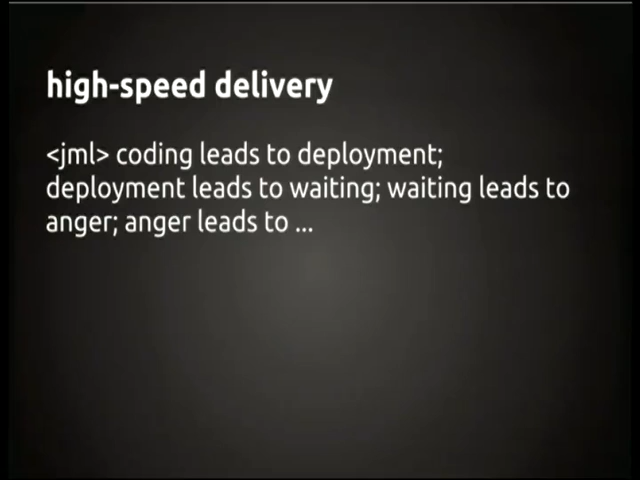 high-speed delivery
<jml> coding leads to deployment;
deployment leads to waiting; waiting leads to
anger; anger leads to ...